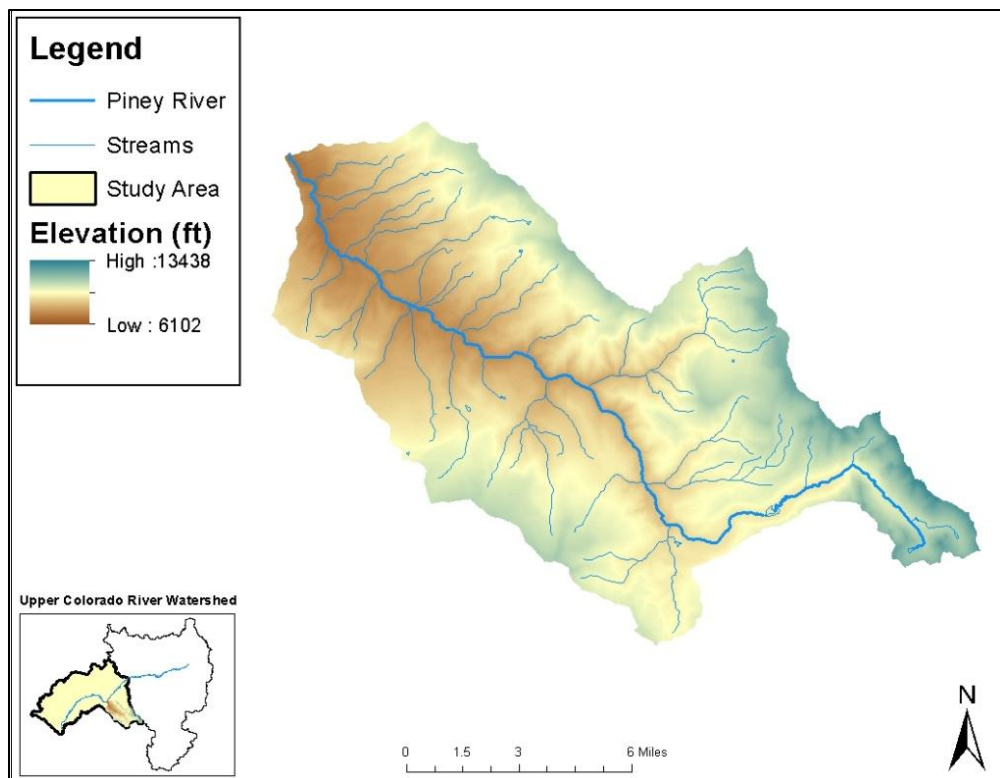 Legend
Piney River
Streams
Study Area
Elevation (ft)
High :13438
Low : 6102
Upper Colorado River Watershed
N
0 1.5 3 6 Miles